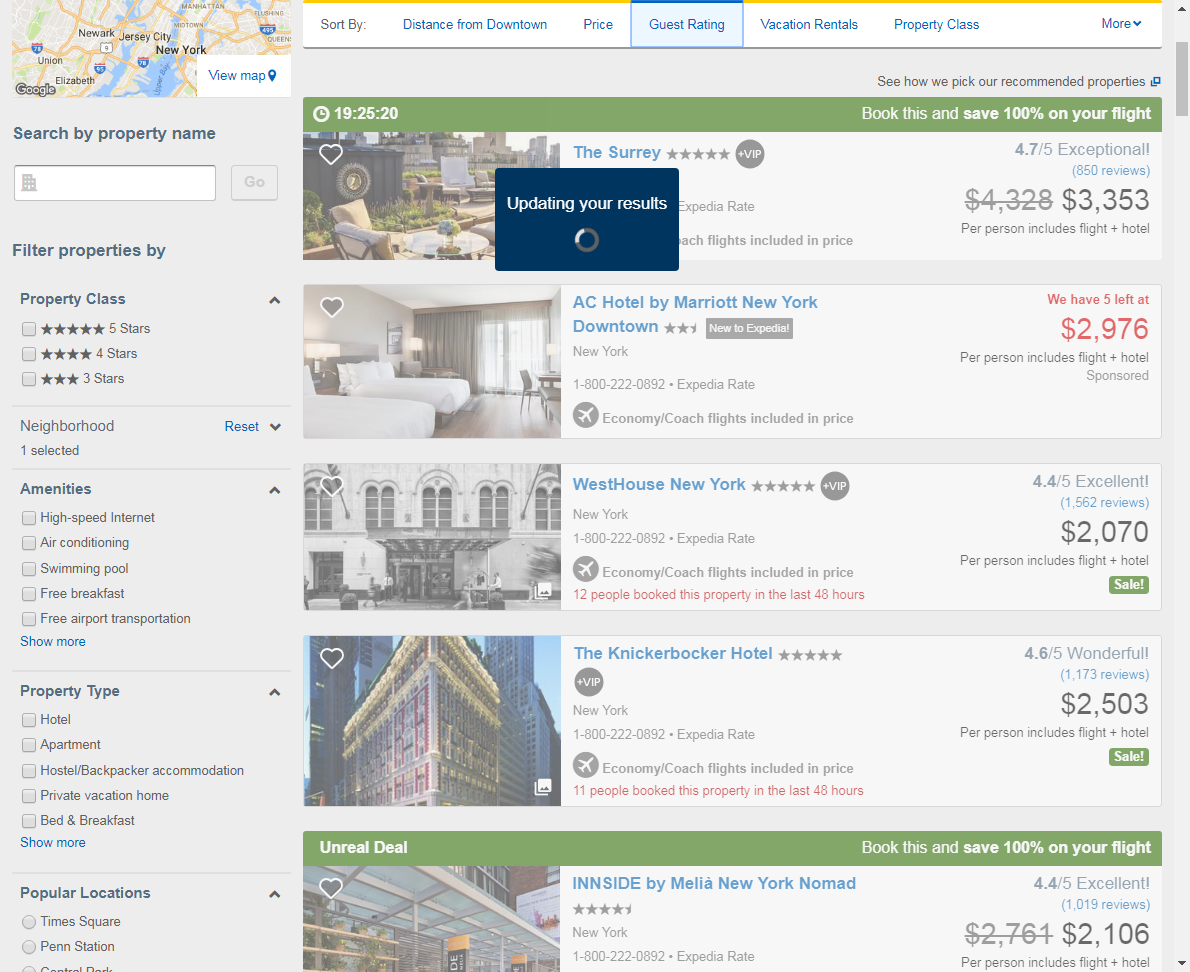 MANHATTAN
Newark
Jersey City
MIDTOWN
FLUSHING
495
QUEENS
78
9
New York
Union
95
78
Upper Bay
Elizabeth
Google
View map
Search by property name
Go
Filter properties by
Property Class
★★★★★ 5 Stars
★★★★ 4 Stars
★★★ 3 Stars
Neighborhood Reset
1 selected
Amenities
High-speed Internet
Air conditioning
Swimming pool
Free breakfast
Free airport transportation
Show more
Property Type
Hotel
Apartment
Hostel/Backpacker accommodation
Private vacation home
Bed & Breakfast
Show more
Popular Locations
Times Square
Penn Station
Central Park
Sort By: Distance from Downtown Price Guest Rating Vacation Rentals Property Class More
See how we pick our recommended properties
19:25:20 Book this and save 100% on your flight
The Surrey ★★★★★ +VIP
4.7/5 Exceptional!
(850 reviews)
Updating your results
Expedia Rate
$4,328 $3,353
Per person includes flight + hotel
ach flights included in price
AC Hotel by Marriott New York
Downtown New to Expedia!
New York
1-800-222-0892 • Expedia Rate
Economy/Coach flights included in price
We have 5 left at
$2,976
Per person includes flight + hotel
Sponsored
WestHouse New York ★★★★★ +VIP
New York
1-800-222-0892 • Expedia Rate
Economy/Coach flights included in price
12 people booked this property in the last 48 hours
4.4/5 Excellent!
(1,562 reviews)
$2,070
Per person includes flight + hotel
Sale!
The Knickerbocker Hotel ★★★★★
+VIP
New York
1-800-222-0892 • Expedia Rate
Economy/Coach flights included in price
11 people booked this property in the last 48 hours
4.6/5 Wonderful!
(1,173 reviews)
$2,503
Per person includes flight + hotel
Sale!
Unreal Deal Book this and save 100% on your flight
INNSIDE by Melià New York Nomad
New York
1-800-222-0892 • Expedia Rate
4.4/5 Excellent!
(1,019 reviews)
$2,761 $2,106
Per person includes flight + hotel